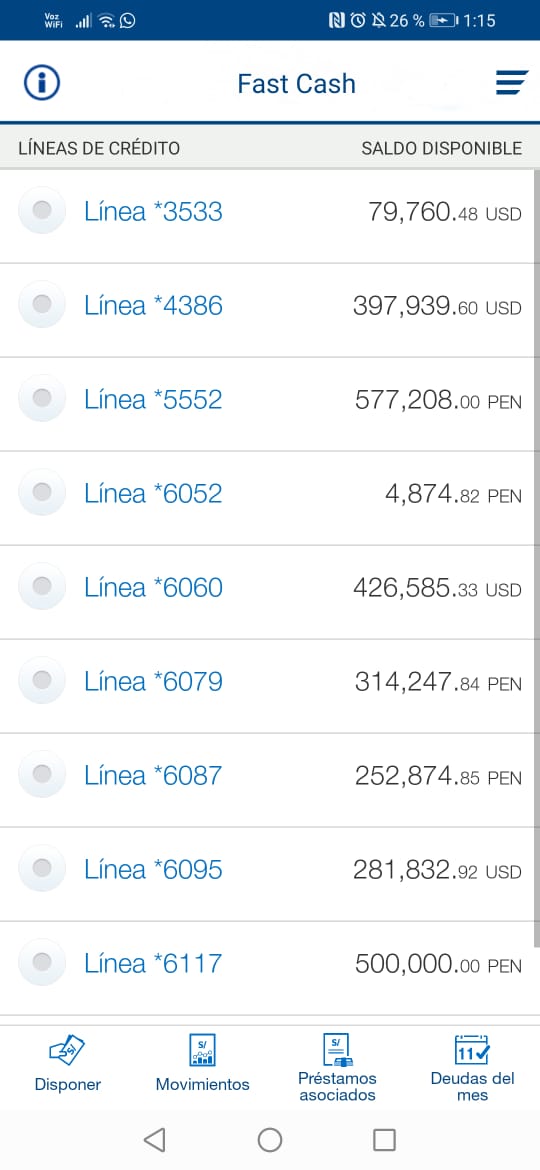 Voz
WiFi
26 %
1:15
Fast Cash
LÍNEAS DE CRÉDITO SALDO DISPONIBLE
Línea *3533 79,760.48 USD
Línea *4386 397,939.60 USD
Línea *5552 577,208.00 PEN
Línea *6052 4,874.82 PEN
Línea *6060 426,585.33 USD
Línea *6079 314,247.84 PEN
Línea *6087 252,874.85 PEN
Línea *6095 281,832.92 USD
Línea *6117 500,000.00 PEN
S/
S/
S/
11
Disponer
Movimientos
Préstamos
asociados
Deudas del
mes